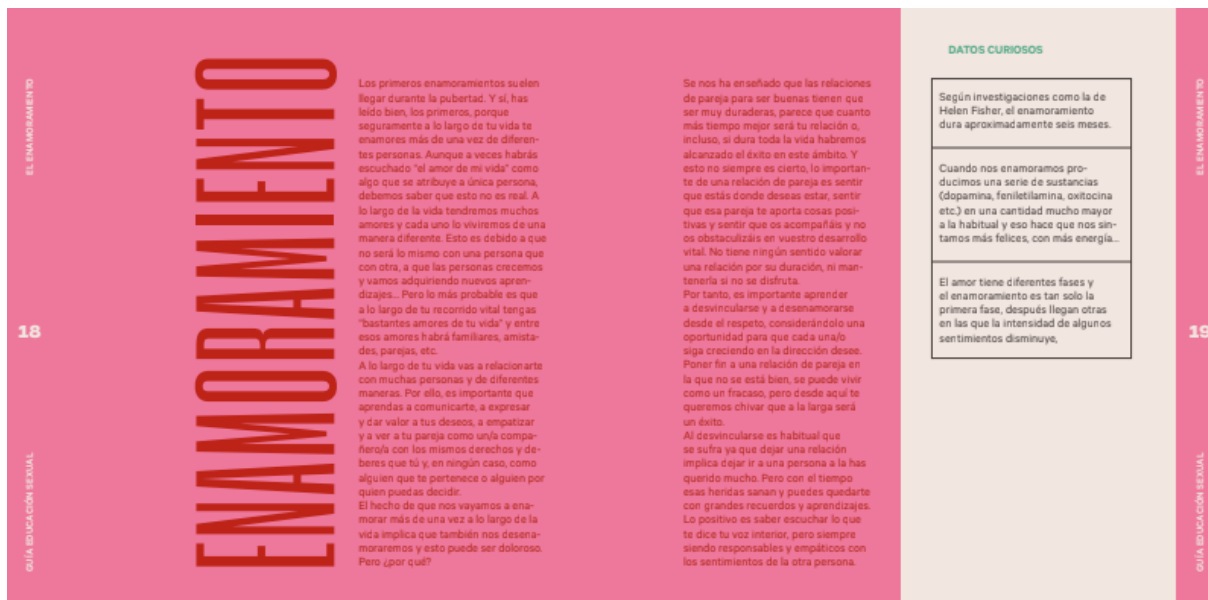 EL ENAMORAMIENTO
18
GUÍA EDUCACIÓN SEXUAL
ENAMORAMIENTO
Los primeros enamoramientos suelen
llegar durante la pubertad. Y sí, has
leído bien, los primeros, porque
seguramente a lo largo de tu vida te
enamores más de una vez de diferen-
tes personas. Aunque a veces habrás
escuchado "el amor de mi vida" como
algo que se atribuye a única persona,
debemos saber que esto no es real. A
lo largo de la vida tendremos muchos
amores y cada uno lo viviremos de una
manera diferente. Esto es debido a que
no será lo mismo con una persona que
con otra, a que las personas crecemos
y vamos adquiriendo nuevos apren-
dizajes... Pero lo más probable es que
a lo largo de tu recorrido vital tengas
"bastantes amores de tu vida" y entre
esos amores habrá familiares, amista-
des, parejas, etc.
A lo largo de tu vida vas a relacionarte
con muchas personas y de diferentes
maneras. Por ello, es importante que
aprendas a comunicarte, a expresar
y dar valor a tus deseos, a empatizar
y a ver a tu pareja como un/a compa-
ñero/a con los mismos derechos y de-
beres que tú y, en ningún caso, como
alguien que te pertenece o alguien por
quien puedas decidir.
El hecho de que nos vayamos a ena-
morar más de una vez a lo largo de la
vida implica que también nos desena-
moraremos y esto puede ser doloroso.
Pero ¿por qué?
Se nos ha enseñado que las relaciones
de pareja para ser buenas tienen que
ser muy duraderas, parece que cuanto
más tiempo mejor será tu relación o,
incluso, si dura toda la vida habremos
alcanzado el éxito en este ámbito. Y
esto no siempre es cierto, lo importan-
te de una relación de pareja es sentir
que estás donde deseas estar, sentir
que esa pareja te aporta cosas posi-
tivas y sentir que os acompañáis y no
os obstaculizáis en vuestro desarrollo
vital. No tiene ningún sentido valorar
una relación por su duración, ni man-
tenerla si no se disfruta.
Por tanto, es importante aprender
a desvincularse y a desenamorarse
desde el respeto, considerándolo una
oportunidad para que cada una/o
siga creciendo en la dirección desee.
Poner fin a una relación de pareja en
la que no se está bien, se puede vivir
como un fracaso, pero desde aquí te
queremos chivar que a la larga será
un éxito.
Al desvincularse es habitual que
se sufra ya que dejar una relación
implica dejar ir a una persona a la has
querido mucho. Pero con el tiempo
esas heridas sanan y puedes quedarte
con grandes recuerdos y aprendizajes.
Lo positivo es saber escuchar lo que
te dice tu voz interior, pero siempre
siendo responsables y empáticos con
los sentimientos de la otra persona.
DATOS CURIOSOS
Según investigaciones como la de
Helen Fisher, el enamoramiento
dura aproximadamente seis meses.
Cuando nos enamoramos pro-
ducimos una serie de sustancias
(dopamina, feniletilamina, oxitocina
etc.) en una cantidad mucho mayor
a la habitual y eso hace que nos sin-
tamos más felices, con más energía...
El amor tiene diferentes fases y
el enamoramiento es tan solo la
primera fase, después llegan otras
en las que la intensidad de algunos
sentimientos disminuye,
EL ENAMORAMIENTO
19
GUÍA EDUCACIÓN SEXUAL